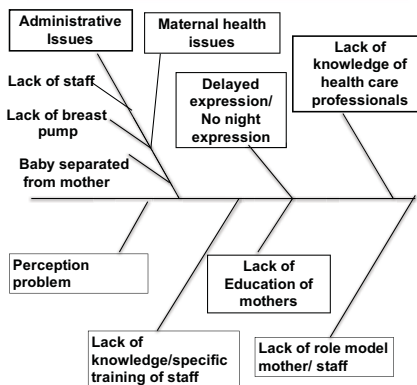 Administrative
Issues
Maternal health
issues
Lack of
knowledge of
health care
professionals
Lack of staff
Delayed
expression/
No night
expression
Lack of breast
pump
Baby separated
from mother
Perception
problem
Lack of
Education of
mothers
Lack of
knowledge/specific
training of staff
Lack of role model
mother/ staff